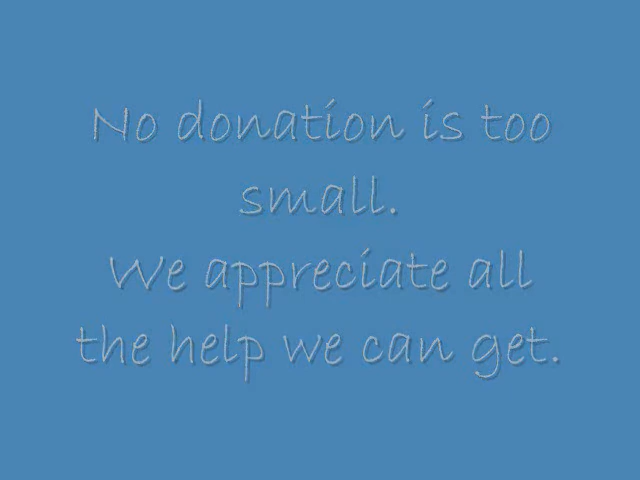 No donation is too
small.
We appreciate all
the help we can get.